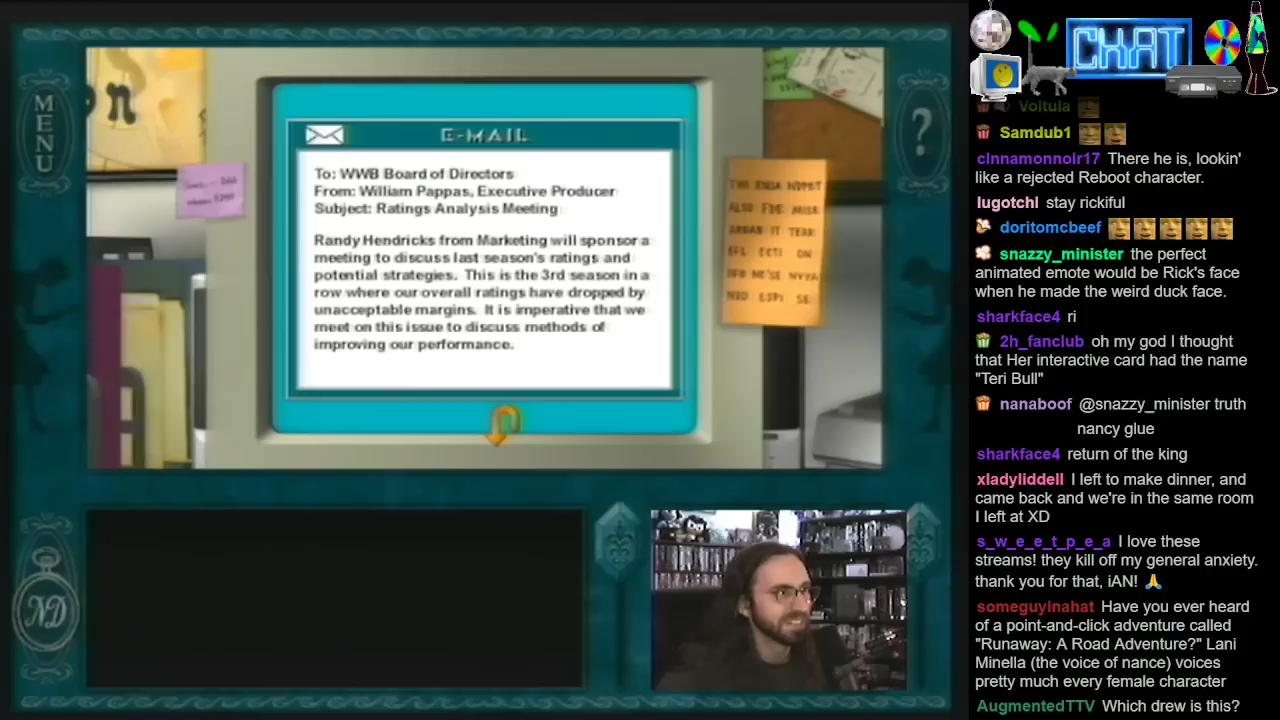 MENU
?
E-MAIL
To: WWB Board of Directors
From: William Pappas, Executive Producer
Subject: Ratings Analysis Meeting
Randy Hendricks from Marketing will sponsor a
meeting to discuss last season's ratings and
potential strategies. This is the 3rd season in a
row where our overall ratings have dropped by
unacceptable margins. It is imperative that we
meet on this issue to discuss methods of
improving our performance.
ND
CHAT
Voltula
Samdub1
cinnamonnoir17 There he is, lookin'
like a rejected Reboot character.
lugotchi stay rickiful
doritomcbeef
snazzy_minister the perfect
animated emote would be Rick's face
when he made the weird duck face.
sharkface4 ri
2h_fanclub oh my god I thought
that Her interactive card had the name
"Teri Bull"
nanaboof @snazzy_minister truth
nancy glue
sharkface4 return of the king
xladyliddell I left to make dinner, and
came back and we're in the same room
I left at XD
s_w_e_e_t_p_e_a I love these
streams! they kill off my general anxiety.
thank you for that, iAN! 🙏
someguyinahat Have you ever heard
of a point-and-click adventure called
"Runaway: A Road Adventure?" Lani
Minella (the voice of nance) voices
pretty much every female character
AugmentedTTV Which drew is this?